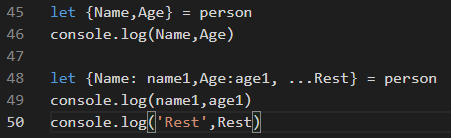 45 let {Name,Age} = person
46 console.log(Name,Age)
47
48 let {Name: name1,Age:age1, ...Rest} = person
49 console.log(name1,age1)
50 console.log('Rest',Rest)